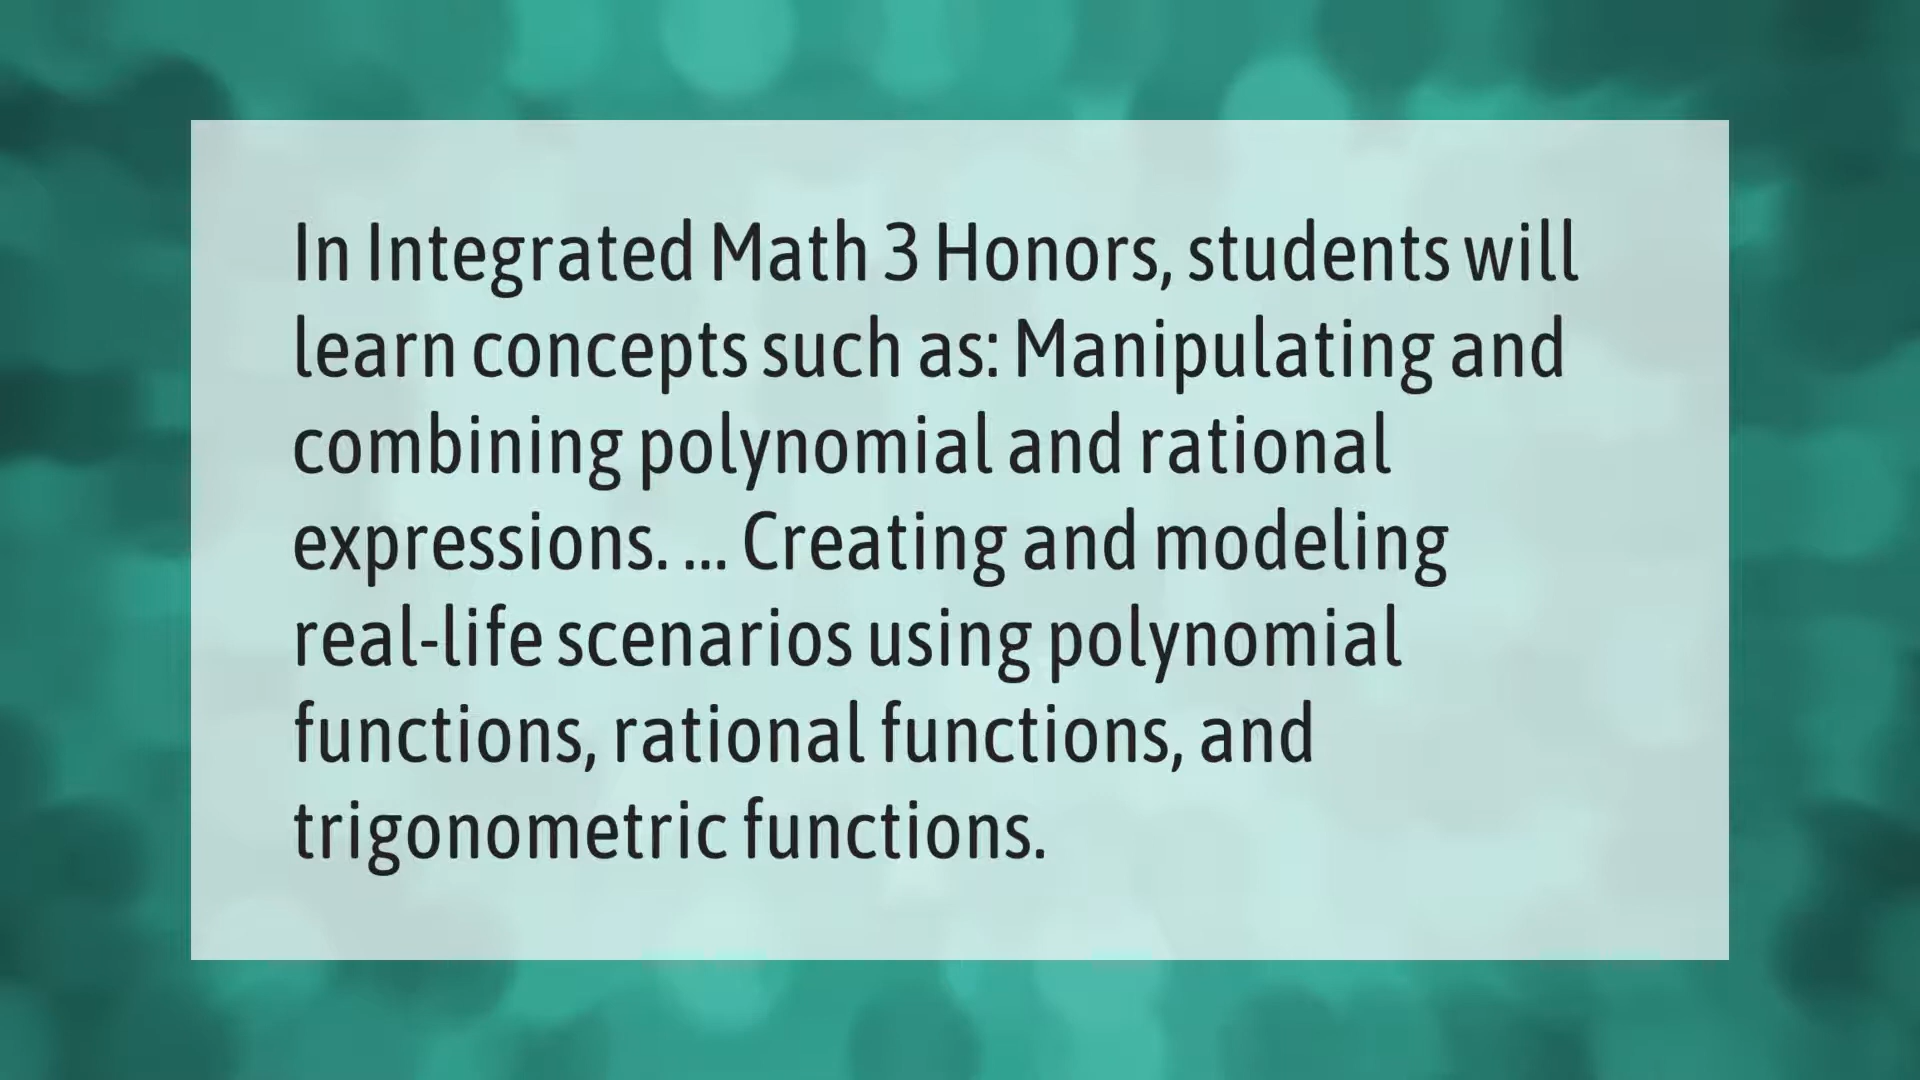 In Integrated Math 3 Honors, students will
learn concepts such as: Manipulating and
combining polynomial and rational
expressions. ... Creating and modeling
real-life scenarios using polynomial
functions, rational functions, and
trigonometric functions.